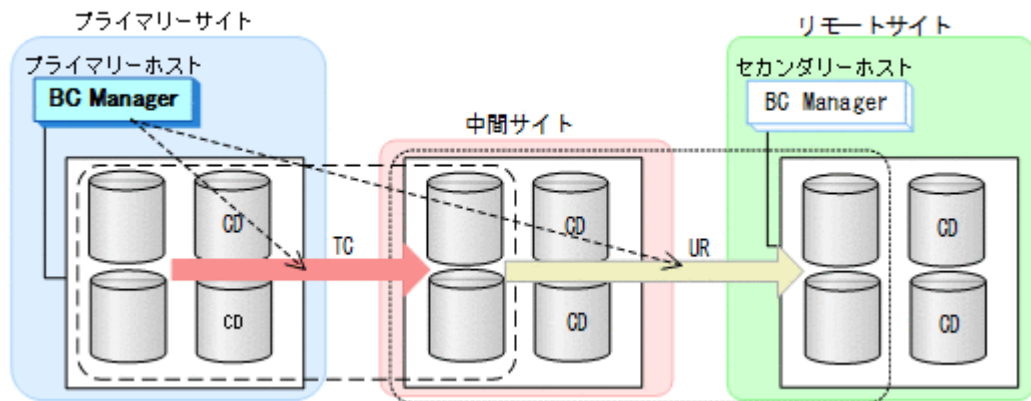 プライマリーサイト
リモートサイト
プライマリーホスト
セカンダリーホスト
BC Manager
BC Manager
中間サイト
CD
CD
CD
TC
UR
CD
CD
CD